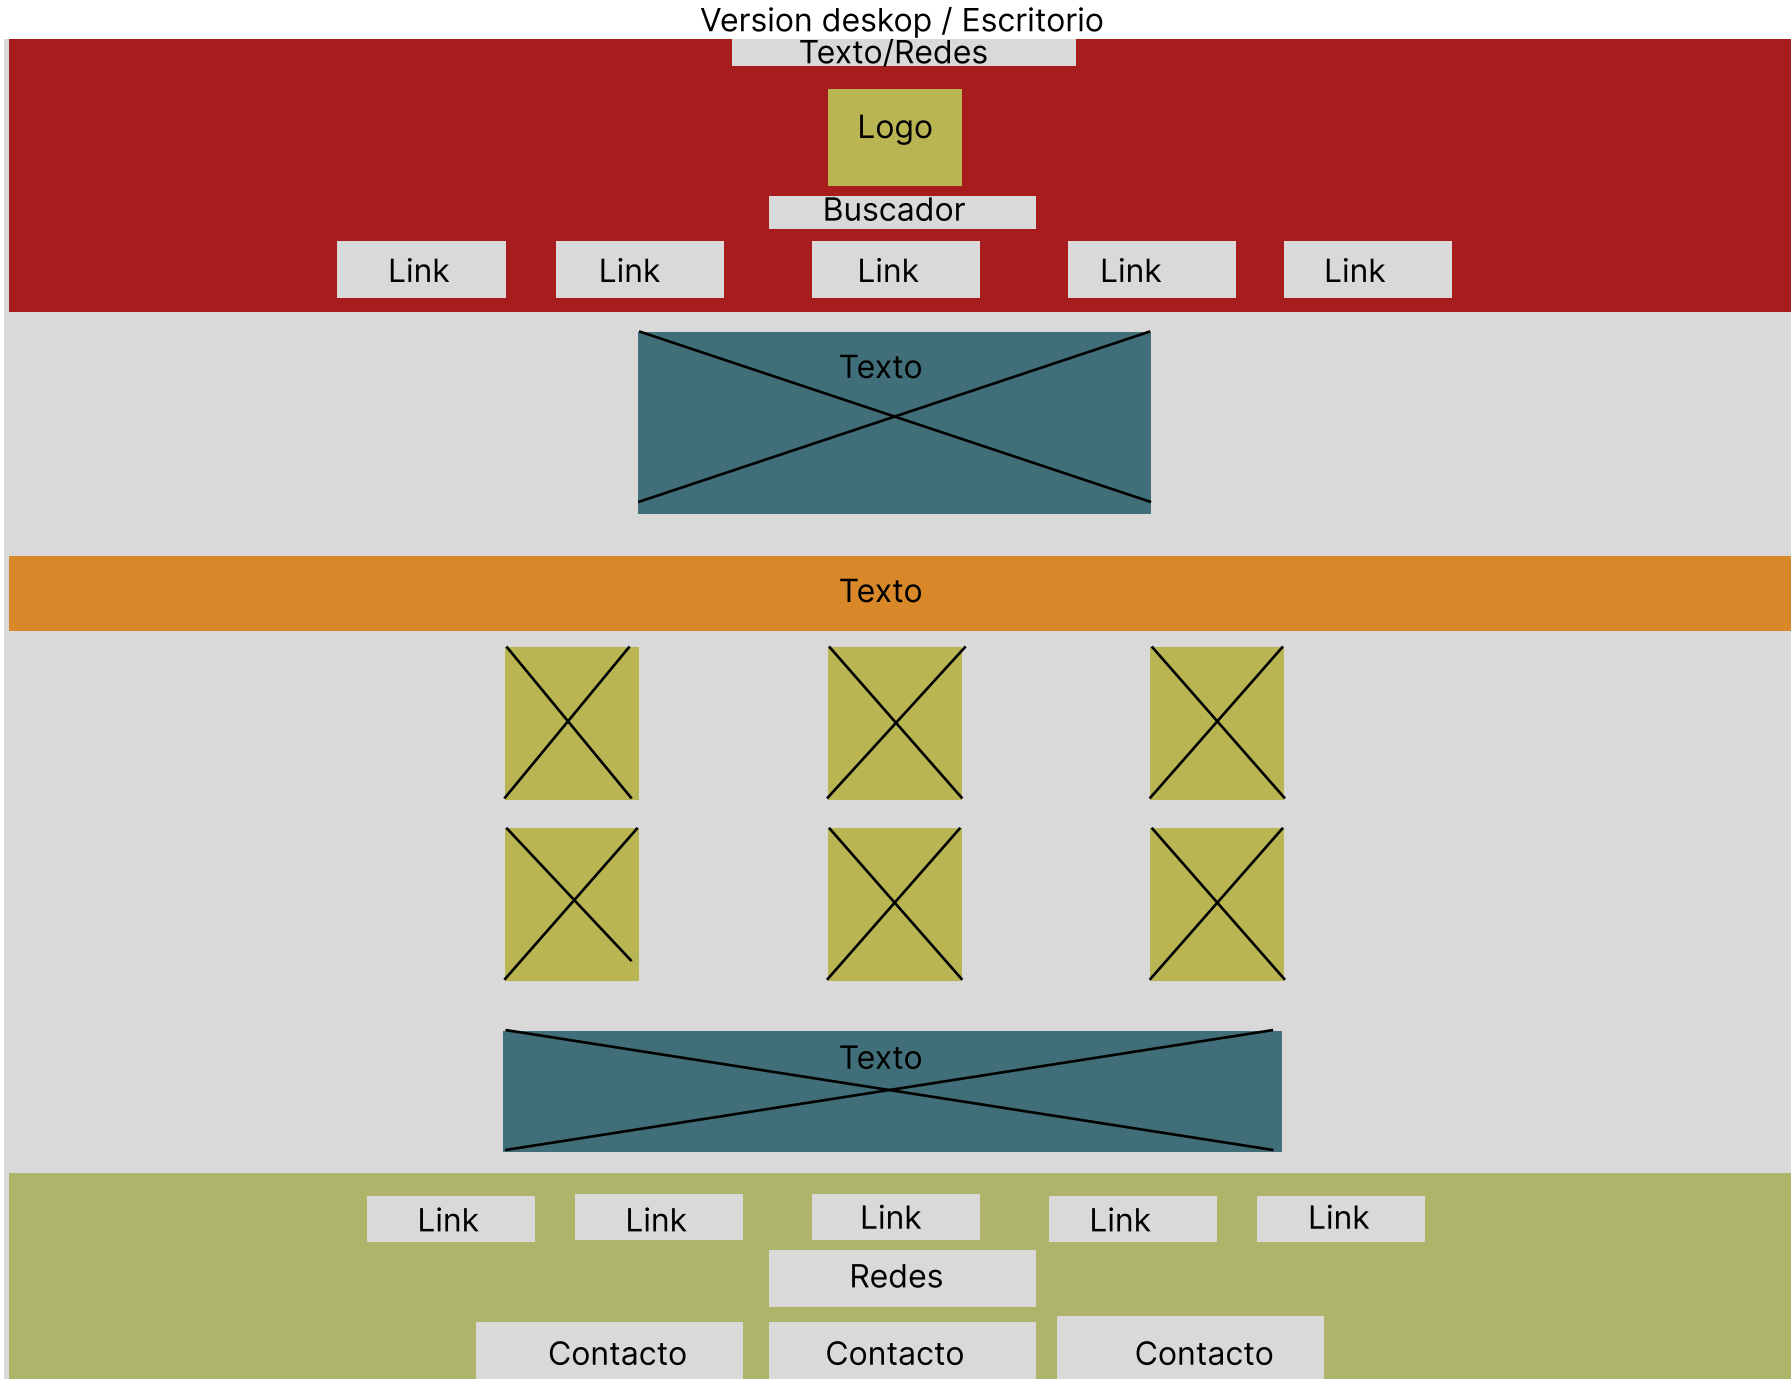 Version deskop / Escritorio
Texto/Redes
Logo
Buscador
Link Link Link Link Link
Texto
Texto
Texto
Link Link Link Link Link
Redes
Contacto Contacto Contacto